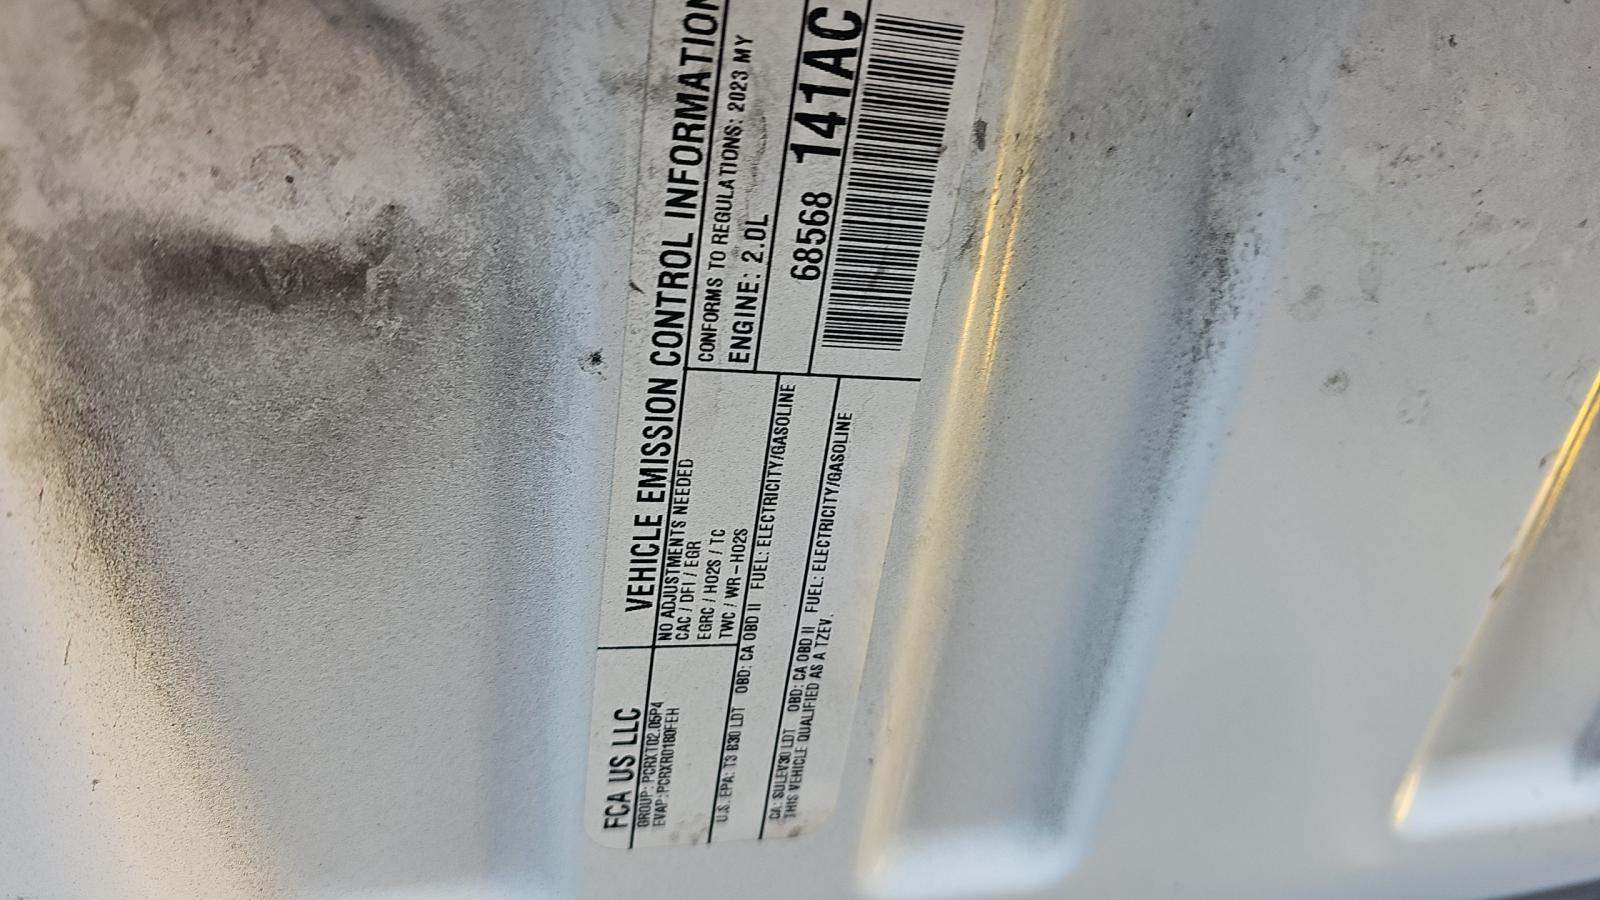 FCA US LLC
VEHICLE EMISSION CONTROL INFORMATION
GROUP: PCRXT02.05P4
EVAP: PCRXR0180FEH
NO ADJUSTMENTS NEEDED
CAC / DFI / EGR
EGRC / HO2S / TC
TWC / WR-HO2S
CONFORMS TO REGULATIONS: 2023 MY
ENGINE: 2.0L
U.S. EPA: T3 B30 LDT OBD: CA OBD II FUEL: ELECTRICITY/GASOLINE
CA: SULEV30 LDT OBD: CA OBD II FUEL: ELECTRICITY/GASOLINE
THIS VEHICLE QUALIFIED AS A TZEV.
68568 141AC